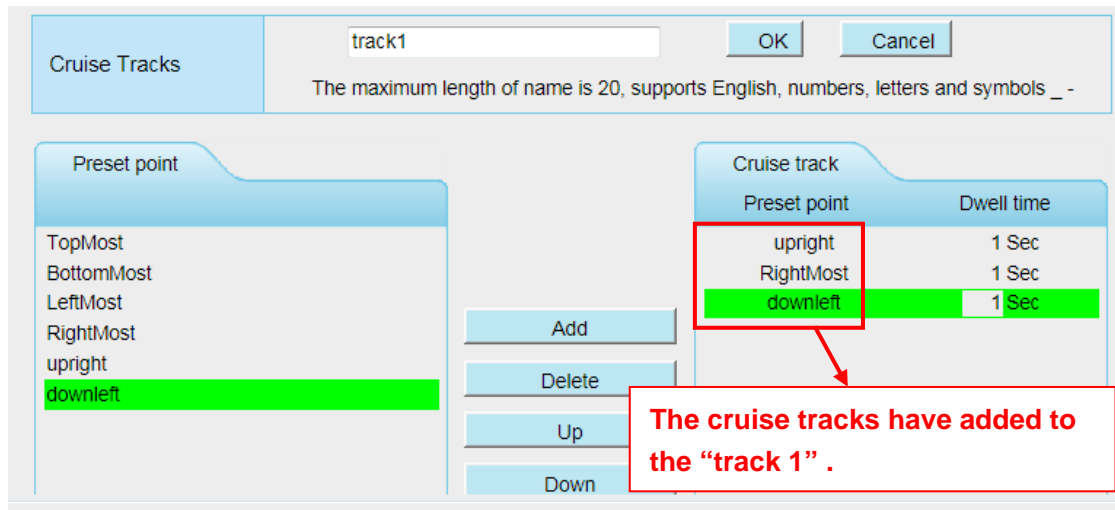 track1
OK
Cancel
Cruise Tracks
The maximum length of name is 20, supports English, numbers, letters and symbols _ -
Preset point
TopMost
BottomMost
LeftMost
RightMost
upright
downleft
Add
Delete
Up
Down
Cruise track
Preset point Dwell time
upright 1 Sec
RightMost 1 Sec
downleft 1 Sec
The cruise tracks have added to
the “track 1” .